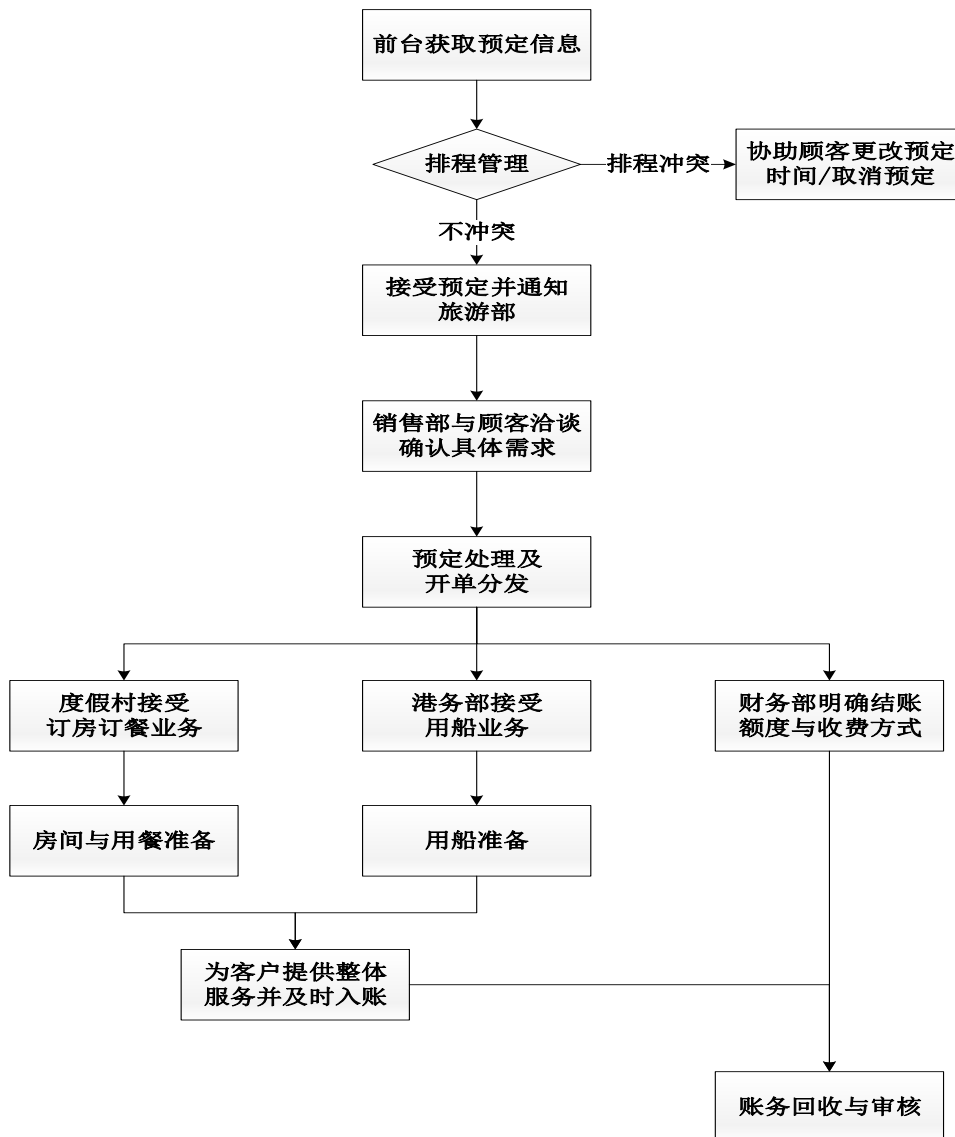 前台获取预定信息
排程管理
排程冲突
协助顾客更改预定
时间/取消预定
不冲突
接受预定并通知
旅游部
销售部与顾客洽谈
确认具体需求
预定处理及
开单分发
度假村接受
订房订餐业务
港务部接受
用船业务
财务部明确结账
额度与收费方式
房间与用餐准备
用船准备
为客户提供整体
服务并及时入账
账务回收与审核